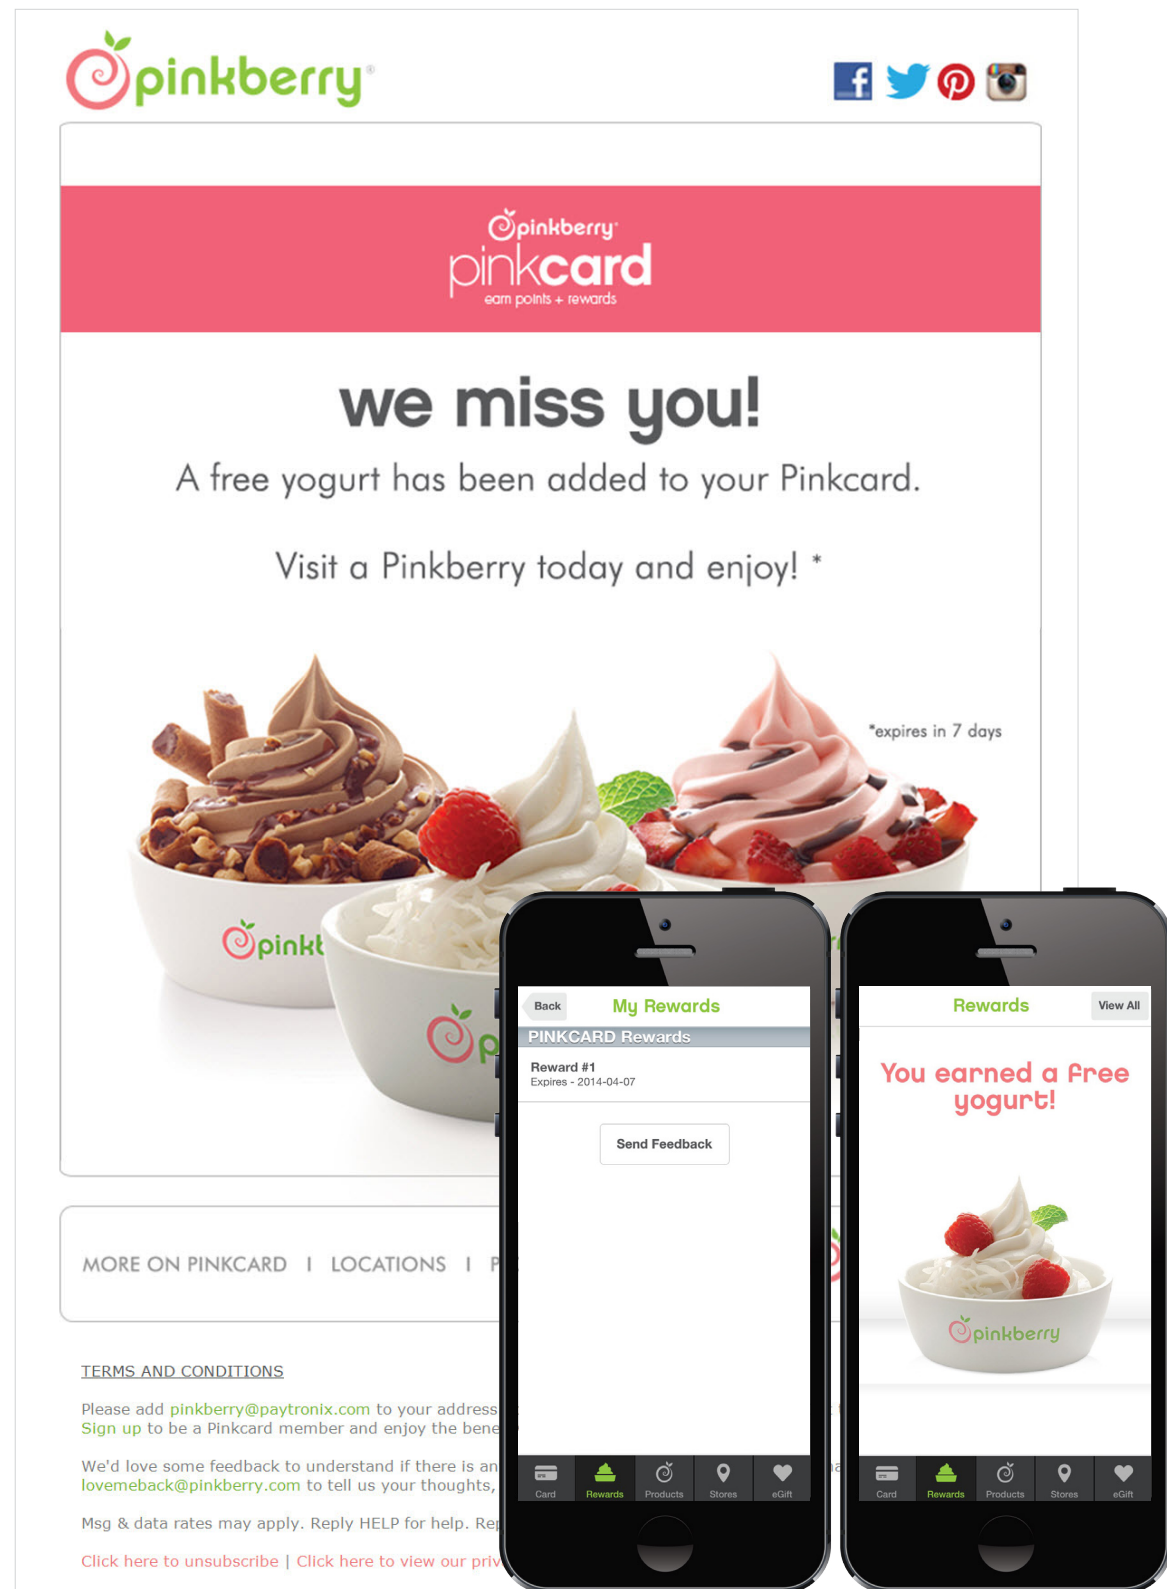 pinkberry®
pinkberry
pinkcard
earn points + rewards
we miss you!
A free yogurt has been added to your Pinkcard.
Visit a Pinkberry today and enjoy! *
*expires in 7 days
MORE ON PINKCARD | LOCATIONS |
TERMS AND CONDITIONS
Please add pinkberry@paytronix.com to your address
Sign up to be a Pinkcard member and enjoy the
We'd love some feedback to understand if there is
lovemeback@pinkberry.com to tell us your thoughts,
Msg & data rates may apply. Reply HELP for help.
Click here to unsubscribe | Click here to view our
Back
My Rewards
PINKCARD Rewards
Reward #1
Expires - 2014-04-07
Send Feedback
Card Rewards Products Stores eGift
Rewards
View All
You earned a free
yogurt!
pinkberry
Card Rewards Products Stores eGift